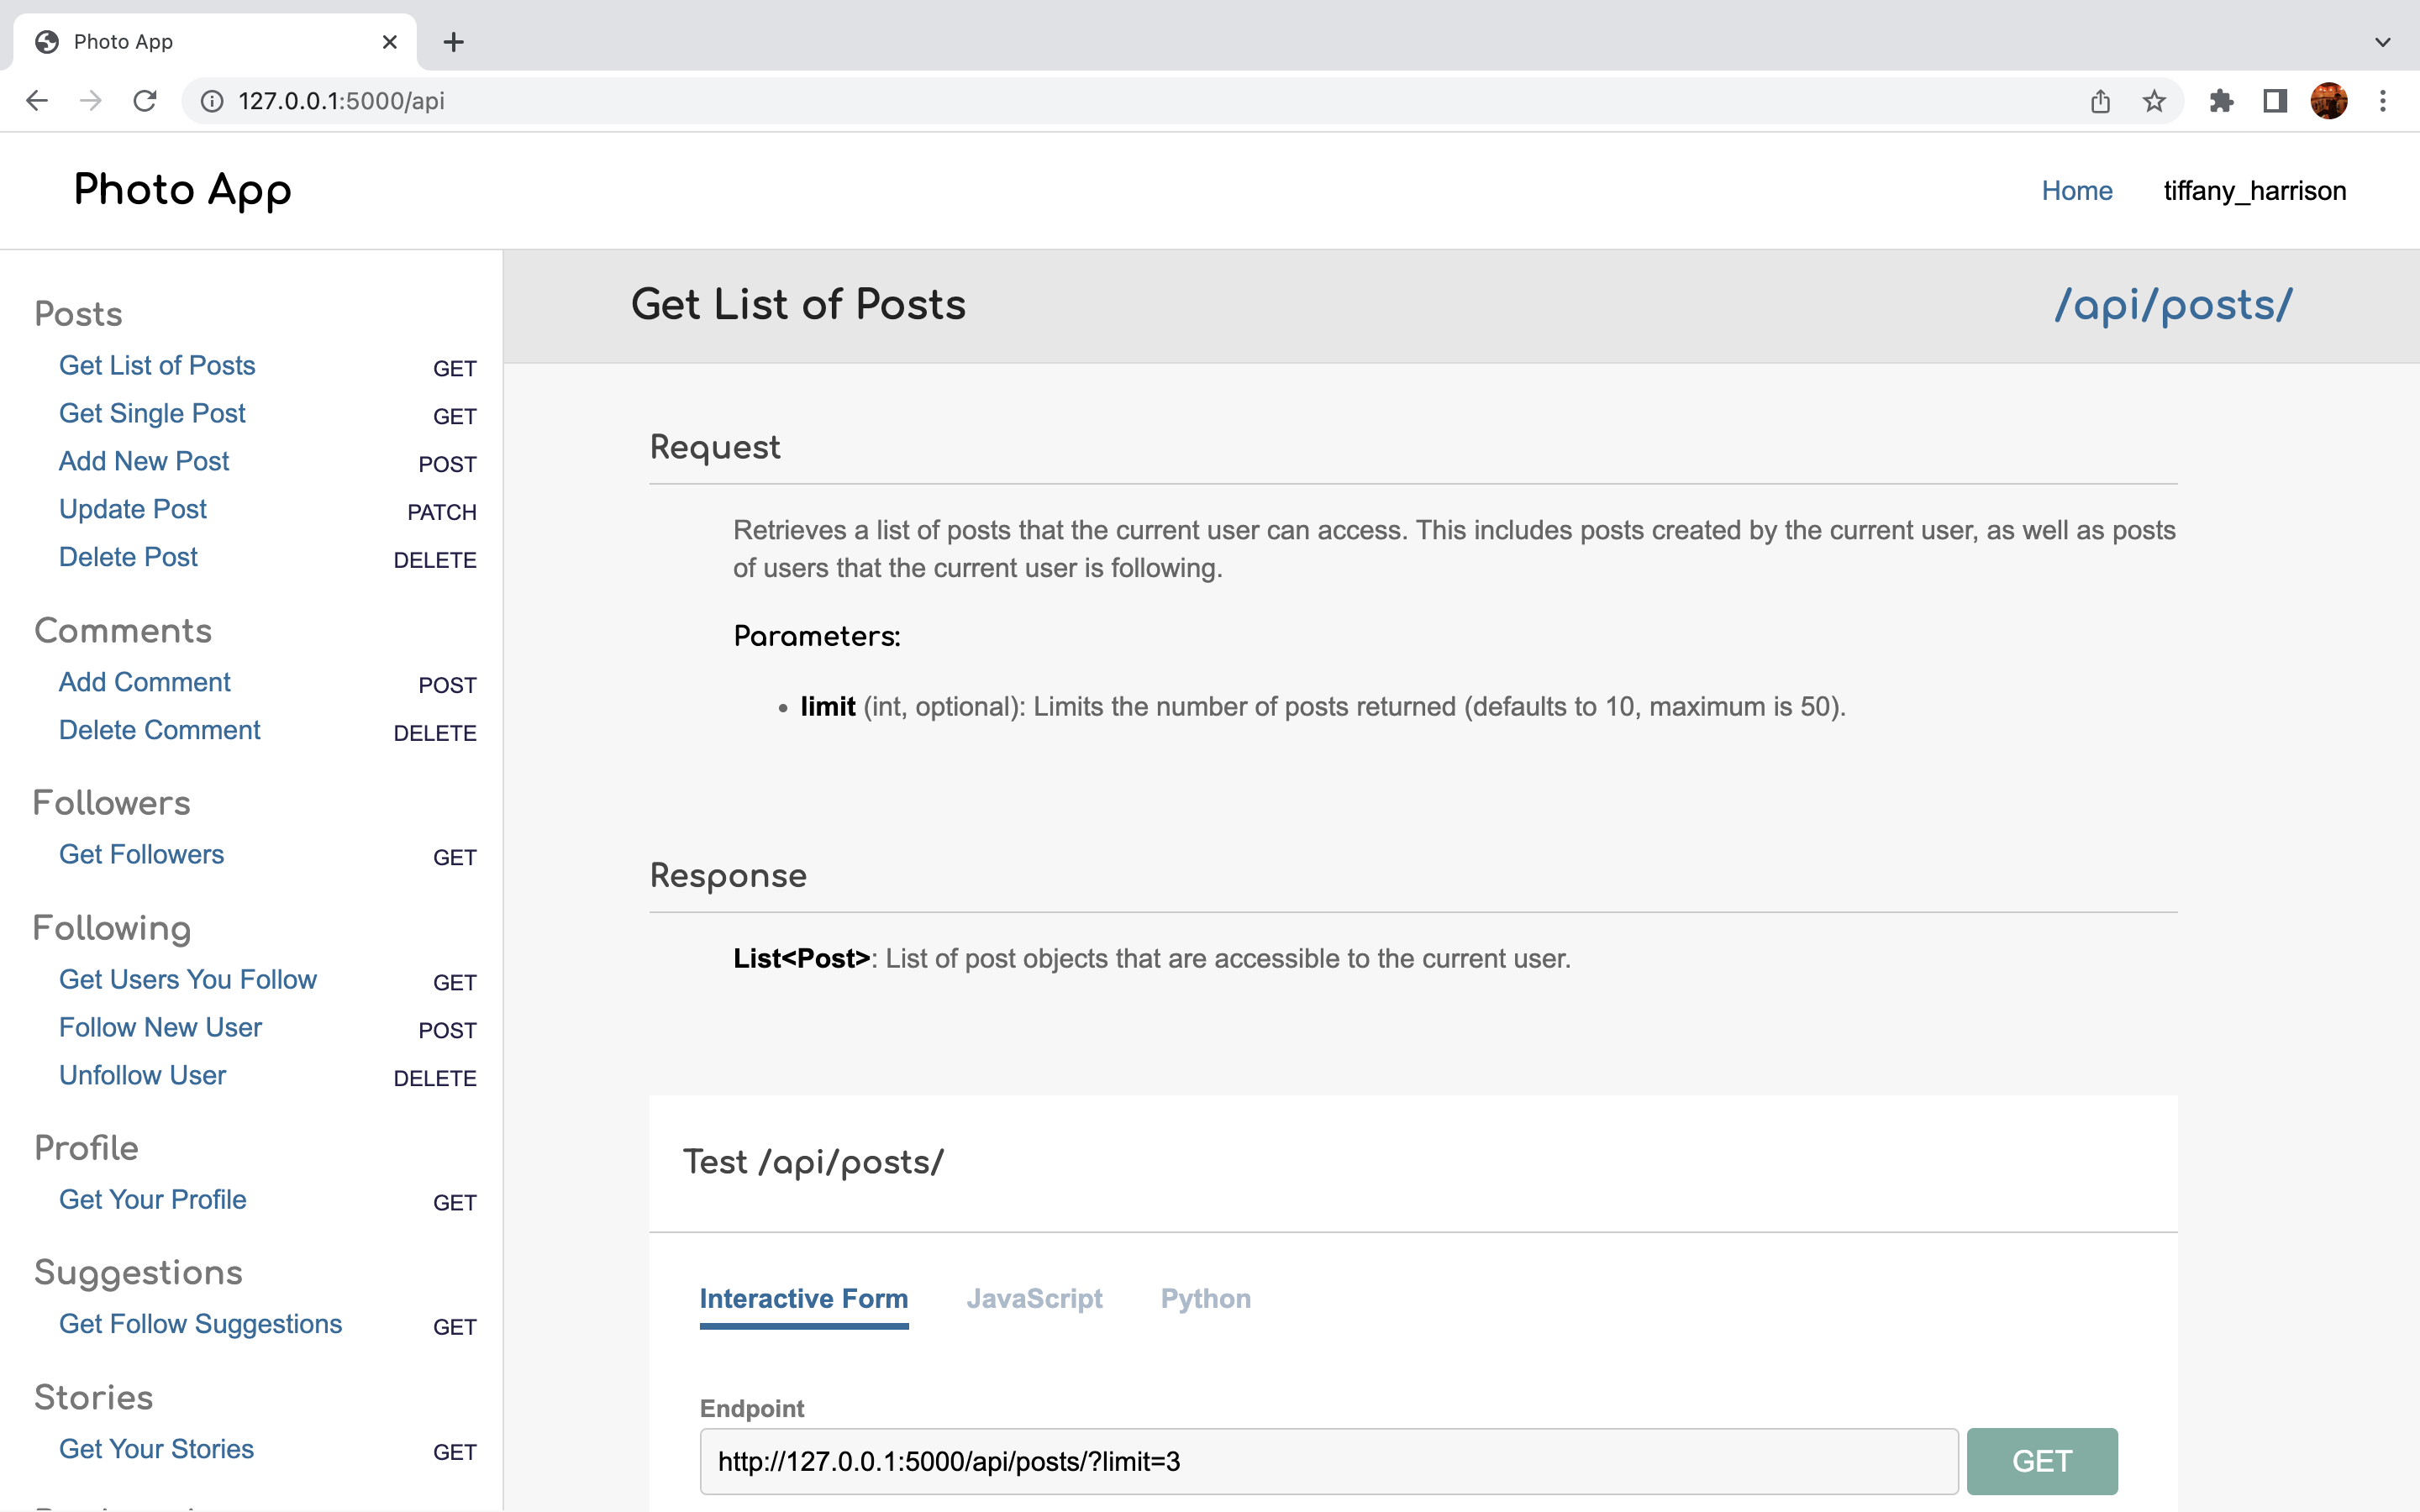 Photo App
127.0.0.1:5000/api
Photo App
Home tiffany_harrison
Posts
Get List of Posts GET
Get Single Post GET
Add New Post POST
Update Post PATCH
Delete Post DELETE
Comments
Add Comment POST
Delete Comment DELETE
Followers
Get Followers GET
Following
Get Users You Follow GET
Follow New User POST
Unfollow User DELETE
Profile
Get Your Profile GET
Suggestions
Get Follow Suggestions GET
Stories
Get Your Stories GET
Get List of Posts /api/posts/
Request
Retrieves a list of posts that the current user can access. This includes posts created by the current user, as well as posts
of users that the current user is following.
Parameters:
• limit (int, optional): Limits the number of posts returned (defaults to 10, maximum is 50).
Response
List<Post>: List of post objects that are accessible to the current user.
Test /api/posts/
Interactive Form JavaScript Python
Endpoint
http://127.0.0.1:5000/api/posts/?limit=3 GET